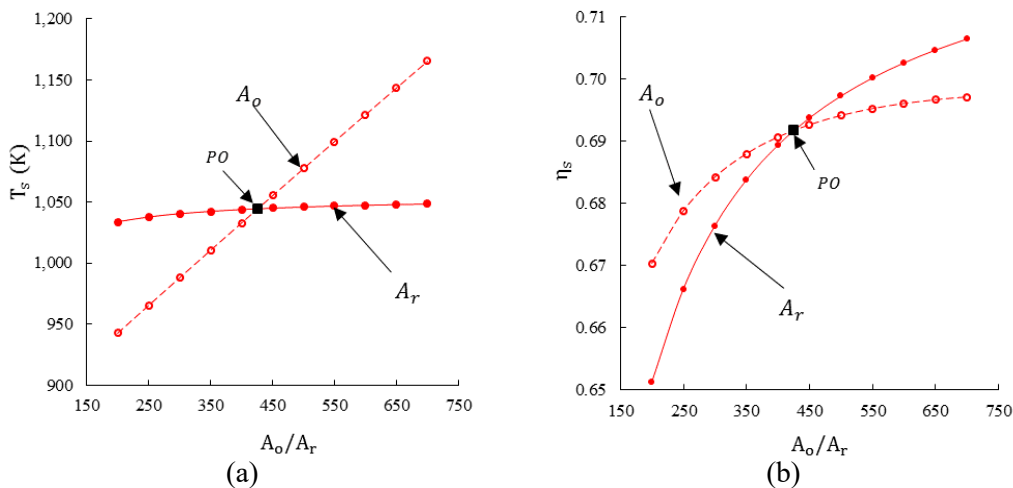 1,200
1,150
1,100
1,050
1,000
950
900
T_s (K)
A_o
PO
A_r
150 250 350 450 550 650 750
A_o/A_r
(a)
0.71
0.70
0.69
0.68
0.67
0.66
0.65
η_s
A_o
PO
A_r
150 250 350 450 550 650 750
A_o/A_r
(b)